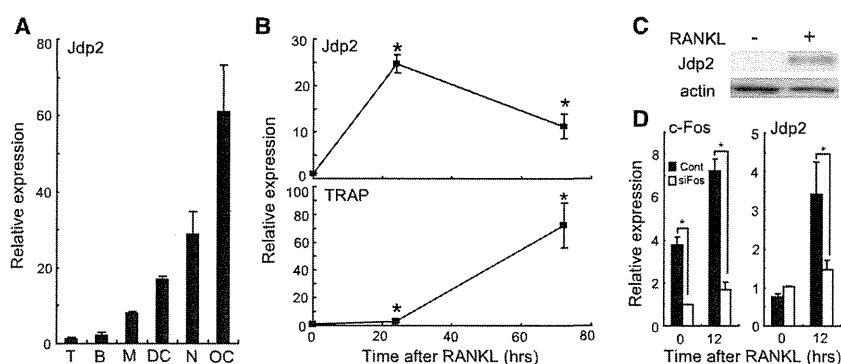 A
Jdp2
80
60
40
20
0
Relative expression
T B M DC N OC
B
Jdp2
30
20
10
0
*
*
TRAP
100
80
60
40
20
0
*
*
Relative expression
0 20 40 60 80
Time after RANKL (hrs)
C
RANKL - +
Jdp2
actin
D
c-Fos
8
6
4
2
0
Relative expression
*
*
Cont
siFos
0 12
Jdp2
5
4
3
2
1
0
*
0 12
Time after RANKL (hrs)